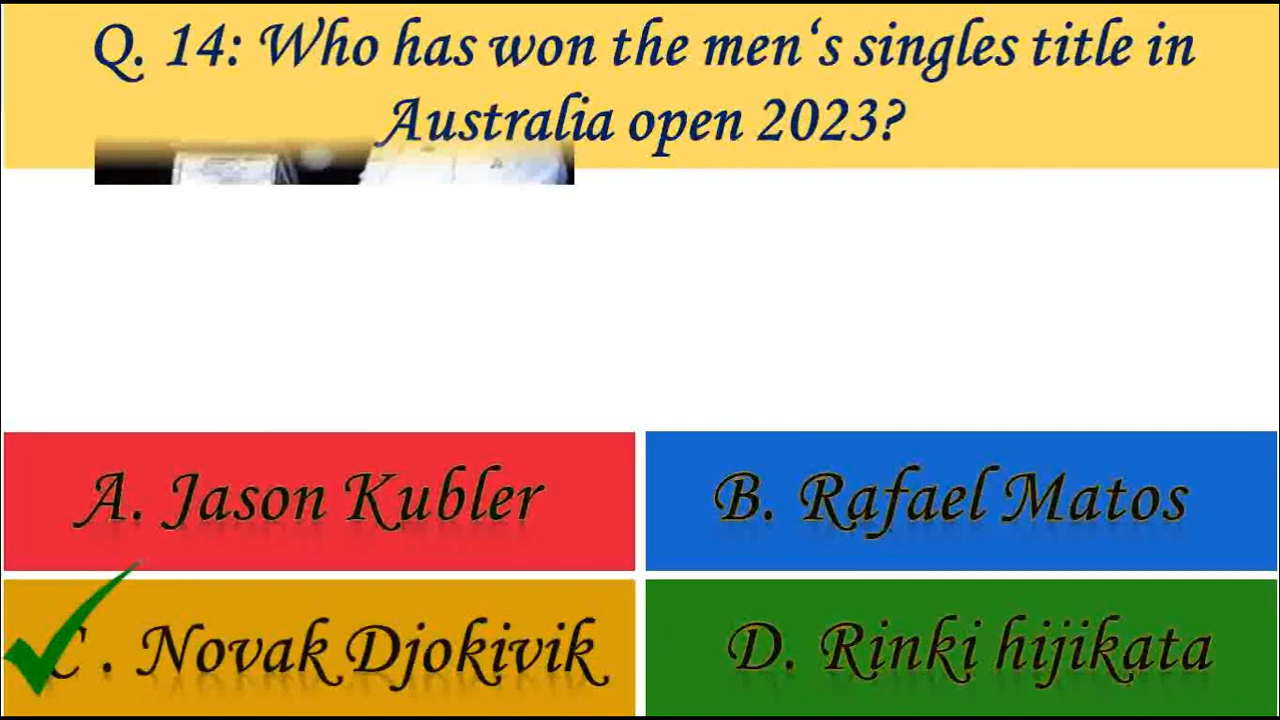 Q. 14: Who has won the men‘s singles title in
Australia open 2023?
A. Jason Kubler
B. Rafael Matos
C . Novak Djokivik
D. Rinki hijikata